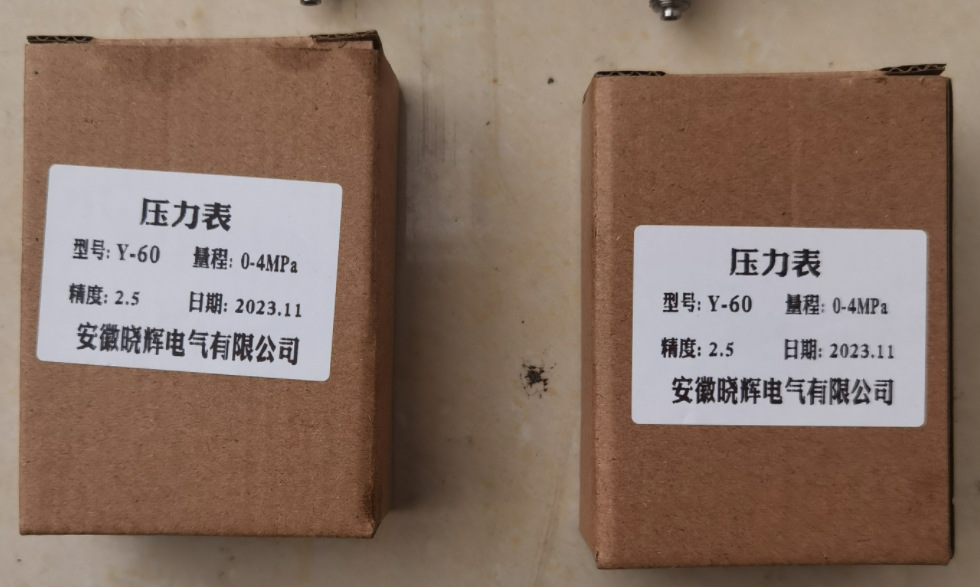 压力表
型号: Y-60 量程: 0-4MPa
精度: 2.5 日期: 2023.11
安徽晓辉电气有限公司
压力表
型号: Y-60 量程: 0-4MPa
精度: 2.5 日期: 2023.11
安徽晓辉电气有限公司